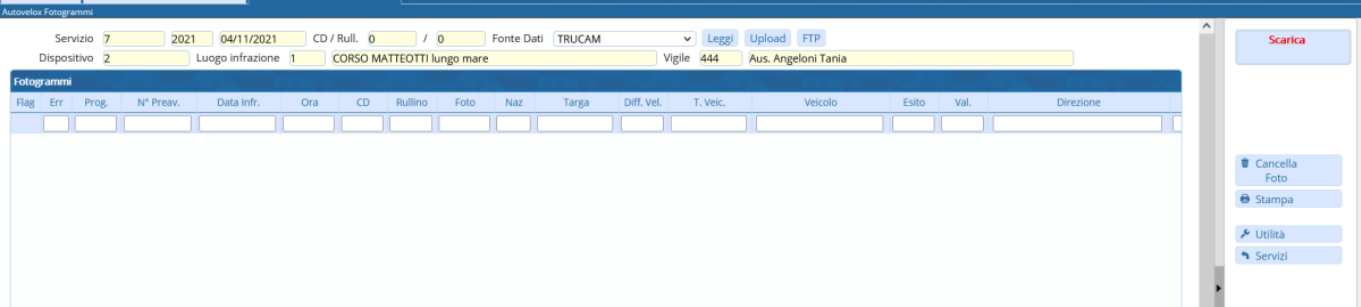 Autovelox Fotogrammi
Servizio 7 2021 04/11/2021 CD / Rull. 0 / 0 Fonte Dati TRUCAM Leggi Upload FTP
Scarica
Dispositivo 2 Luogo infrazione 1 CORSO MATTEOTTI lungo mare Vigile 444 Aus. Angeloni Tania
Fotogrammi
Flag Err Prog. N° Preav. Data Infr. Ora CD Rullino Foto Naz Targa Diff. Vel. T. Veic. Veicolo Esito Val. Direzione
Cancella
Foto
Stampa
Utilità
Servizi